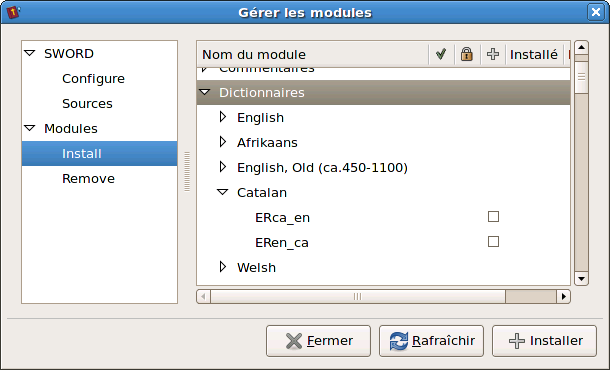 Gérer les modules
SWORD
Configure
Sources
Modules
Install
Remove
Nom du module Installé
Commentaires
Dictionnaires
English
Afrikaans
English, Old (ca.450-1100)
Catalan
ERca_en
ERen_ca
Welsh
Fermer
Rafraîchir
Installer